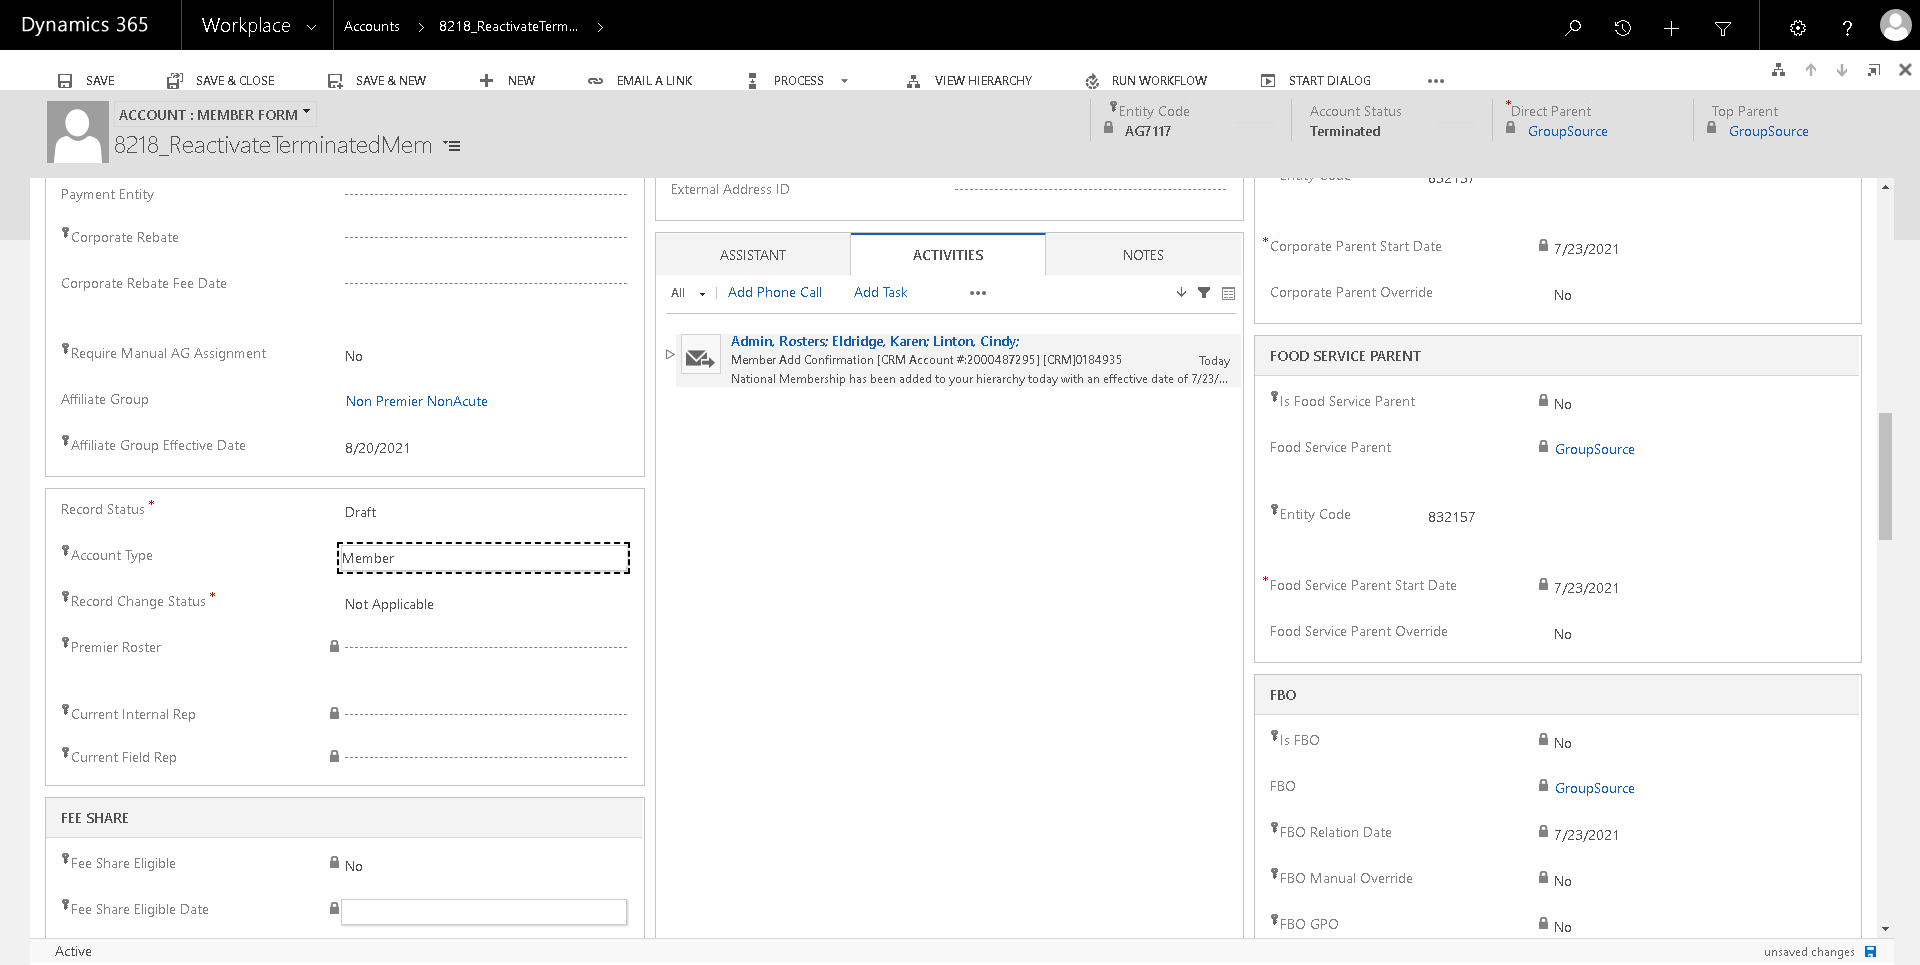 Dynamics 365
Workplace
Accounts
8218_ReactivateTerm...
SAVE
SAVE & CLOSE
SAVE & NEW
NEW
EMAIL A LINK
PROCESS
VIEW HIERARCHY
RUN WORKFLOW
START DIALOG
ACCOUNT : MEMBER FORM
8218_ReactivateTerminatedMem
Entity Code
AG7117
Account Status
Terminated
*Direct Parent
GroupSource
Top Parent
GroupSource
Payment Entity
Corporate Rebate
Corporate Rebate Fee Date
Require Manual AG Assignment
No
Affiliate Group
Non Premier NonAcute
Affiliate Group Effective Date
8/20/2021
Record Status *
Draft
Account Type
Member
Record Change Status *
Not Applicable
Premier Roster
Current Internal Rep
Current Field Rep
FEE SHARE
Fee Share Eligible
No
Fee Share Eligible Date
External Address ID
ASSISTANT
ACTIVITIES
NOTES
All
Add Phone Call
Add Task
Admin, Rosters; Eldridge, Karen; Linton, Cindy;
Member Add Confirmation [CRM Account #:2000487295] [CRM]0184935
Today
National Membership has been added to your hierarchy today with an effective date of 7/23/...
Entity Code
832157
*Corporate Parent Start Date
7/23/2021
Corporate Parent Override
No
FOOD SERVICE PARENT
Is Food Service Parent
No
Food Service Parent
GroupSource
Entity Code
832157
*Food Service Parent Start Date
7/23/2021
Food Service Parent Override
No
FBO
Is FBO
No
FBO
GroupSource
FBO Relation Date
7/23/2021
FBO Manual Override
No
FBO GPO
No
Active
unsaved changes